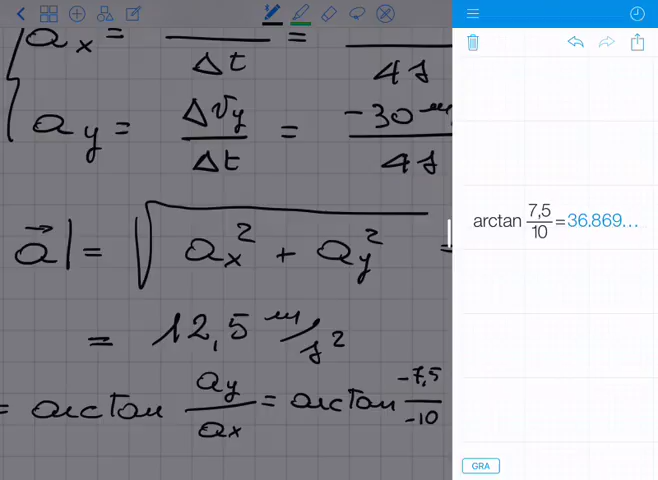 a_x = —— / Δt = —— / 4 s
a_y = Δv_y / Δt = -30 m / 4 s
|a⃗| = √(a_x² + a_y²) =
= 12,5 m/s²
= arctan a_y / a_x = arctan -7,5 / -10
arctan 7,5 / 10 =36.869...
GRA